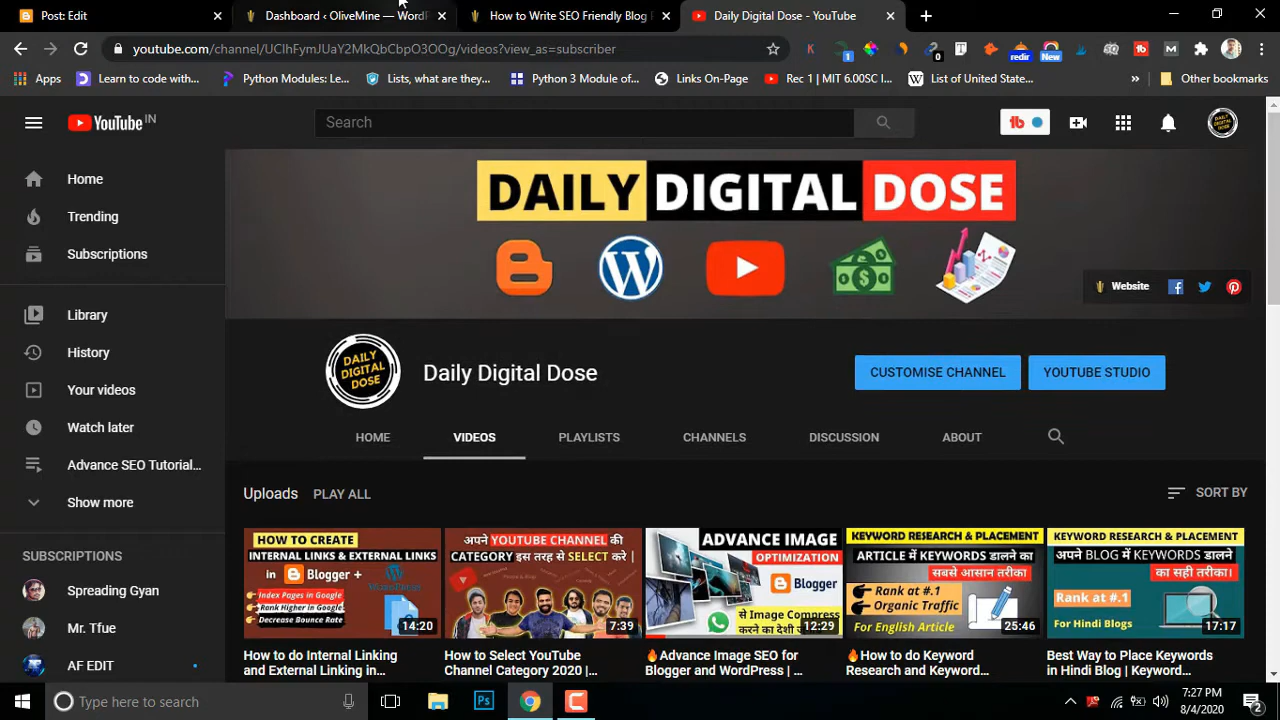 Post: Edit
Dashboard ‹ OliveMine — WordP
How to Write SEO Friendly Blog P
Daily Digital Dose - YouTube
youtube.com/channel/UCIhFymJUaY2MkQbCbpO3OOg/videos?view_as=subscriber
Apps
Learn to code with...
Python Modules: Le...
Lists, what are they...
Python 3 Module of...
Links On-Page
Rec 1 | MIT 6.00SC I...
List of United State...
Other bookmarks
1
0
redir
New
YouTube IN
Search
tb
Home
Trending
Subscriptions
Library
History
Your videos
Watch later
Advance SEO Tutorial...
Show more
SUBSCRIPTIONS
Spreading Gyan
Mr. Tfue
AF EDIT
DAILY DIGITAL DOSE
Website
DAILY
DIGITAL
DOSE
Daily Digital Dose
CUSTOMISE CHANNEL
YOUTUBE STUDIO
HOME
VIDEOS
PLAYLISTS
CHANNELS
DISCUSSION
ABOUT
Uploads
PLAY ALL
SORT BY
HOW TO CREATE
INTERNAL LINKS & EXTERNAL LINKS
in Blogger +
Index Pages in Google
Rank Higher in Google
Decrease Bounce Rate
14:20
How to do Internal Linking
and External Linking in...
अपने YOUTUBE CHANNEL की
CATEGORY इस तरह से SELECT करे |
7:39
How to Select YouTube
Channel Category 2020 |...
ADVANCE IMAGE
OPTIMIZATION
Blogger
से Image Compress
करने का देशी
12:29
🔥Advance Image SEO for
Blogger and WordPress | ...
KEYWORD RESEARCH & PLACEMENT
ARTICLE में KEYWORDS डालने का
सबसे आसान तरीका
Rank at #.1
Organic Traffic
For English Article
25:46
🔥How to do Keyword
Research and Keyword...
KEYWORD RESEARCH & PLACEMENT
अपने BLOG में KEYWORDS डालने
का सही तरीका।
Rank at #.1
For Hindi Blogs
17:17
Best Way to Place Keywords
in Hindi Blog | Keyword...
Type here to search
7:27 PM
8/4/2020
2